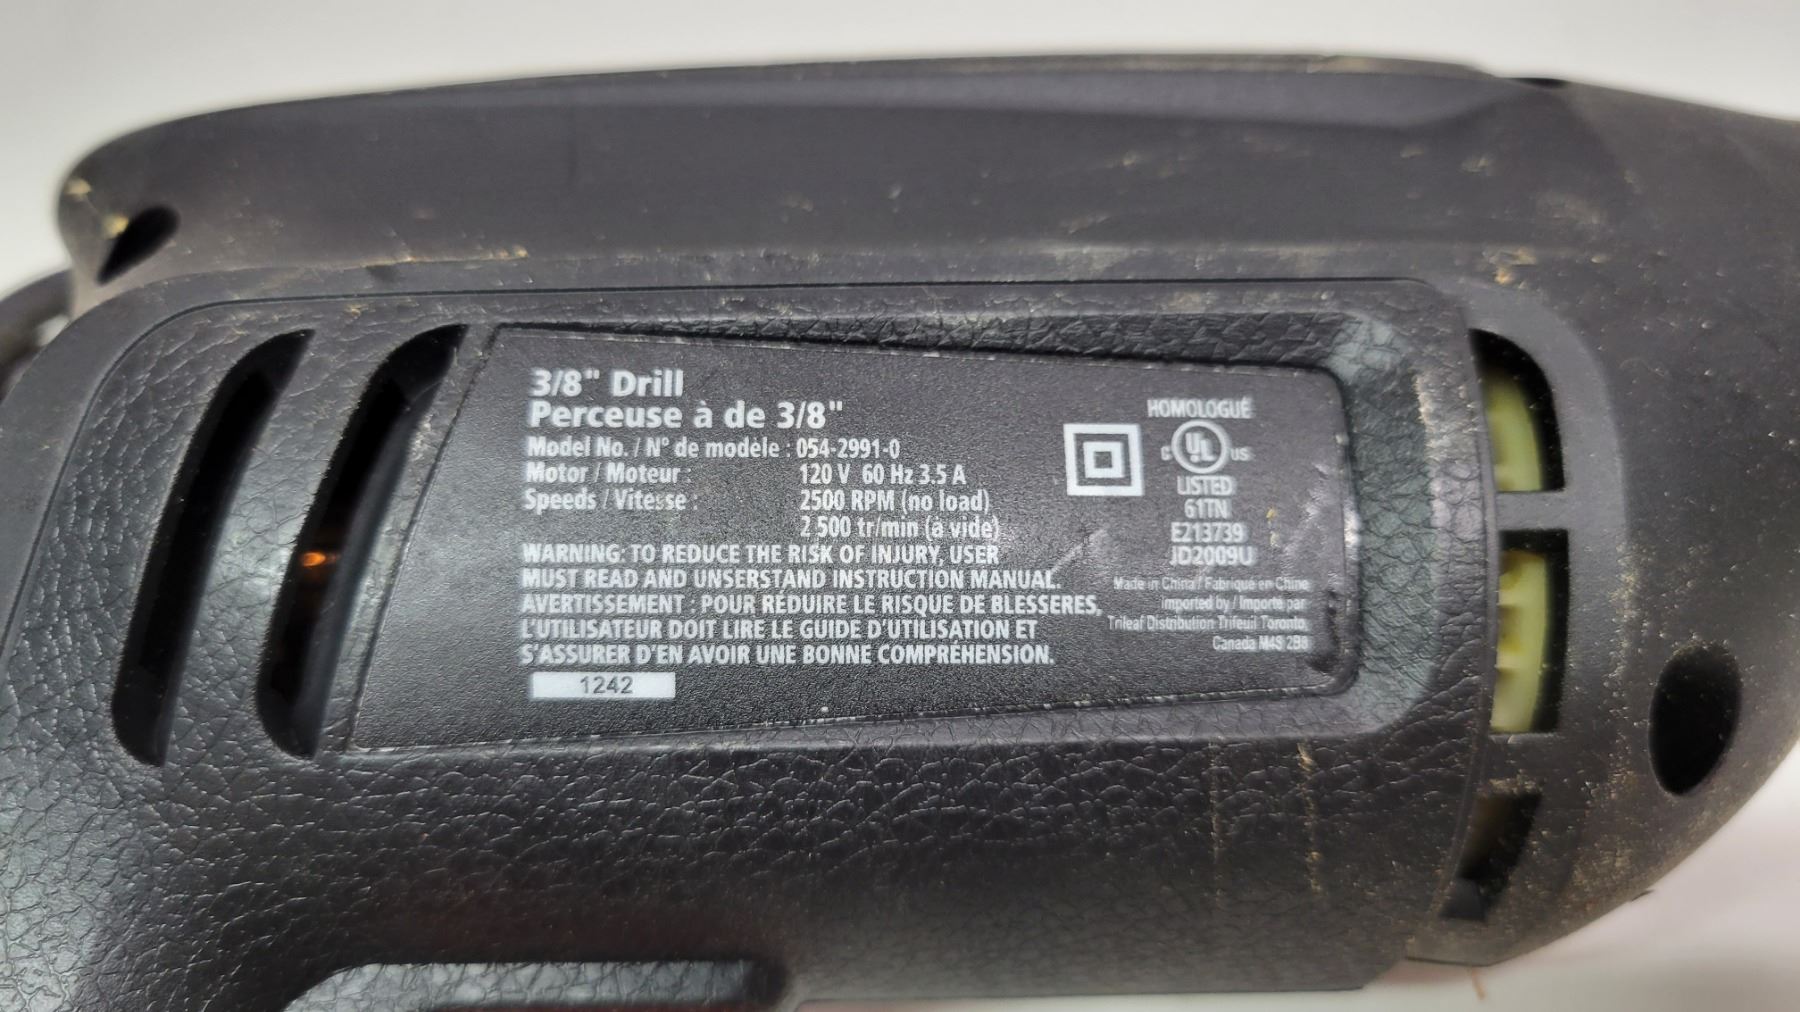 3/8" Drill
Perceuse à de 3/8"
Model No. / N° de modèle : 054-2991-0
Motor / Moteur : 120 V 60 Hz 3.5 A
Speeds / Vitesse : 2500 RPM (no load)
2 500 tr/min (à vide)
WARNING: TO REDUCE THE RISK OF INJURY, USER
MUST READ AND UNSERSTAND INSTRUCTION MANUAL.
AVERTISSEMENT : POUR RÉDUIRE LE RISQUE DE BLESSERES,
L'UTILISATEUR DOIT LIRE LE GUIDE D'UTILISATION ET
S'ASSURER D'EN AVOIR UNE BONNE COMPRÉHENSION.
1242
HOMOLOGUÉ
C UL US
LISTED
61TN
E213739
JD2009U
Made in China / Fabriqué en Chine
imported by / Importé par
Trileaf Distribution Trifeuil Toronto,
Canada M4S 2B8